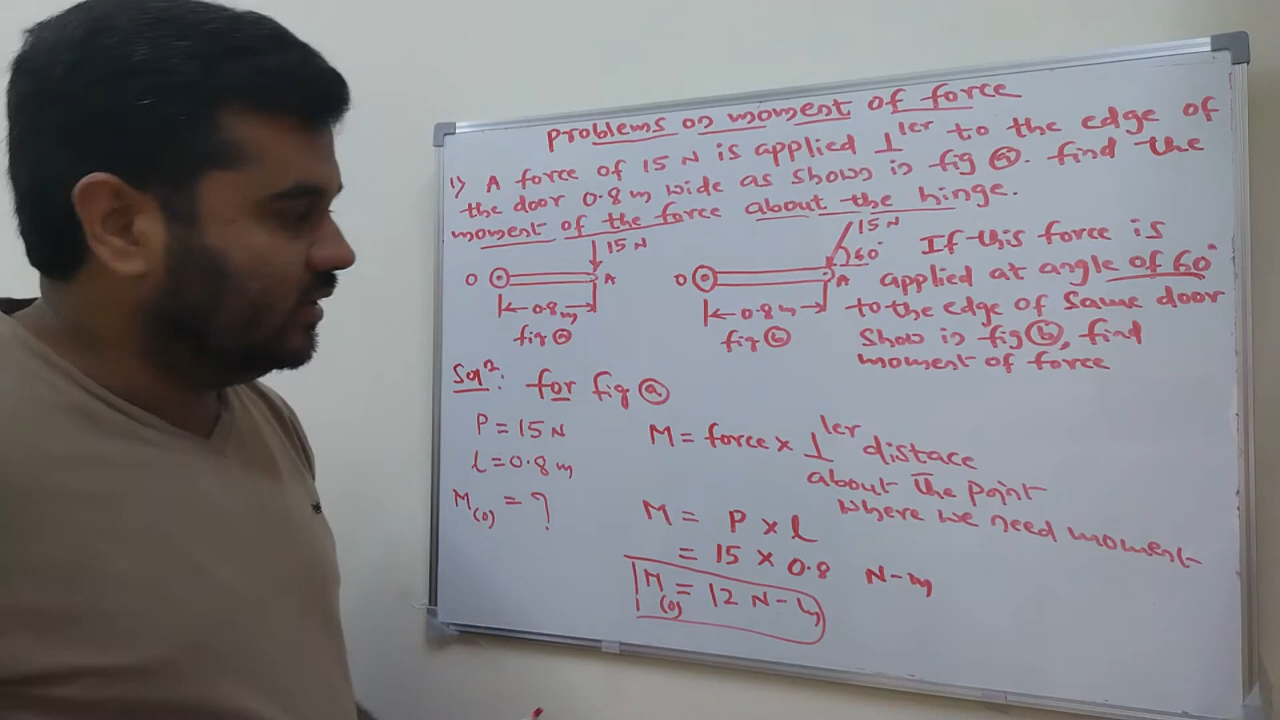 problems on moment of force
1) A force of 15 N is applied ⊥ler to the edge of
the door 0.8 m wide as shown in fig ⓐ. find the
moment of the force about the hinge.
15 N
O
A
0.8 m
fig ⓐ
15 N
60°
O
A
0.8 m
fig ⓑ
If this force is
applied at angle of 60°
to the edge of same door
show in fig ⓑ, find
moment of force
Solⁿ: for fig ⓐ
P = 15 N
l = 0.8 m
M(o) = ?
M = force × ⊥ler distace
about the point
where we need moment
M = P × l
= 15 × 0.8 N-m
M(o) = 12 N-m